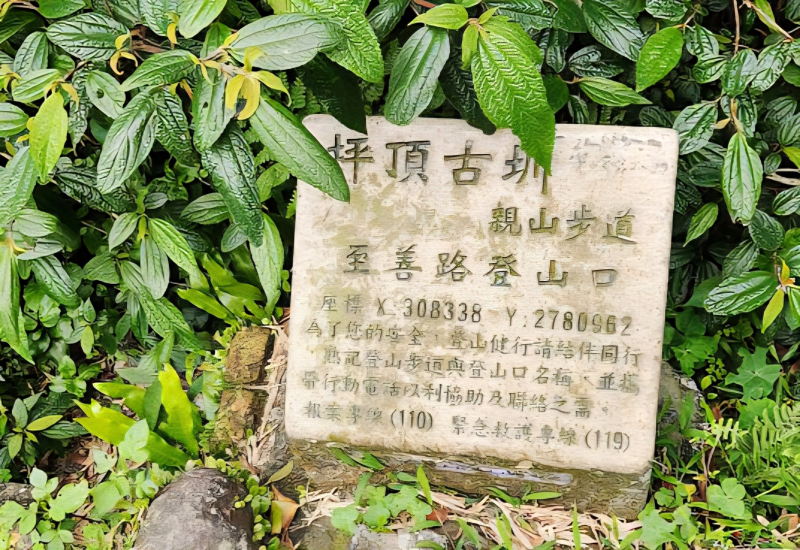 坪頂古圳
親山步道
至善路登山口
座標 X:308338 Y:2780962
為了您的安全,登山健行請結伴同行
熟記登山步道與登山口名稱,並攜
帶行動電話以利協助及聯絡之需。
報案專線(110) 緊急救護專線(119)